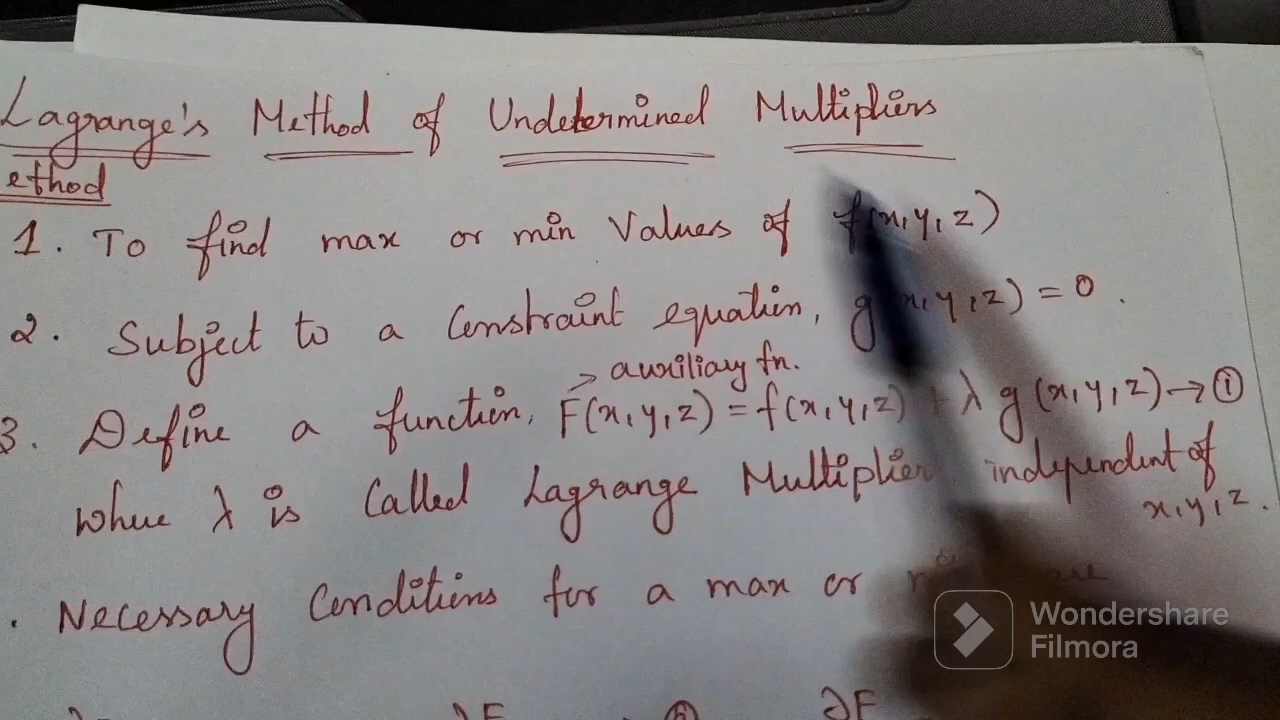 Lagrange's Method of Undetermined Multipliers
ethod
1. To find max or min Values of f(x,y,z)
2. Subject to a Constraint equation, g(x,y,z) = 0.
→ auxiliary fn.
3. Define a function, F(x,y,z) = f(x,y,z) + λ g(x,y,z) → ①
where λ is called Lagrange Multiplier independent of
x,y,z.
. Necessary Conditions for a max or
Wondershare
Filmora
∂F ∂F